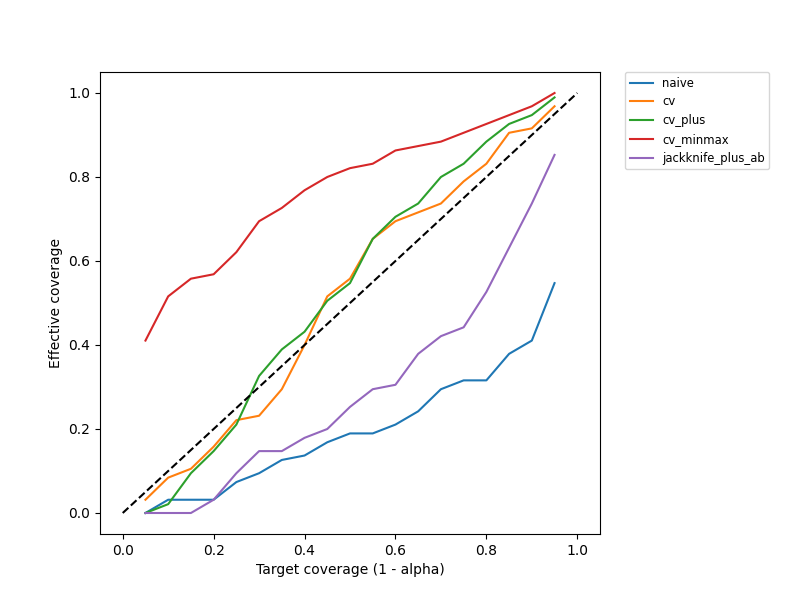 naive
cv
cv_plus
cv_minmax
jackknife_plus_ab
1.0
0.8
0.6
0.4
0.2
0.0
Effective coverage
0.0 0.2 0.4 0.6 0.8 1.0
Target coverage (1 - alpha)